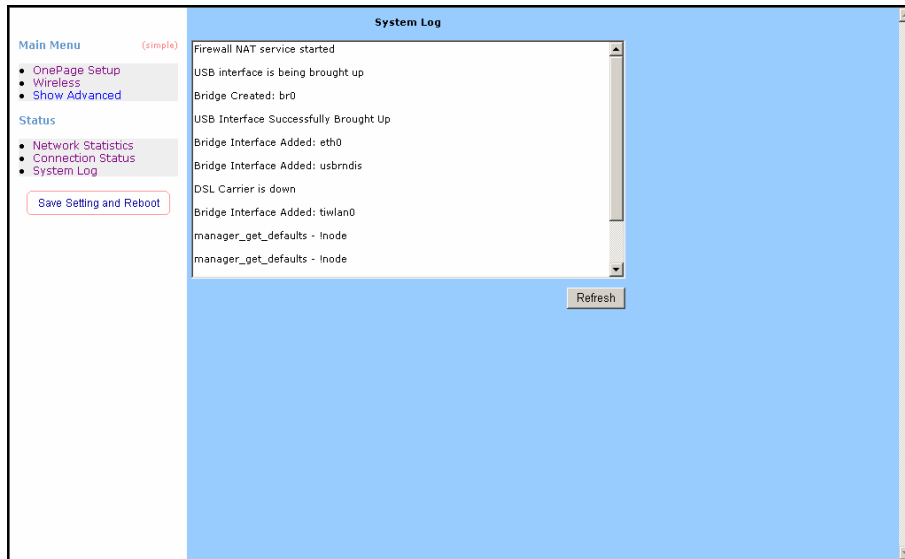 System Log
Main Menu (simple)
OnePage Setup
Wireless
Show Advanced
Status
Network Statistics
Connection Status
System Log
Save Setting and Reboot
Firewall NAT service started
USB interface is being brought up
Bridge Created: br0
USB Interface Successfully Brought Up
Bridge Interface Added: eth0
Bridge Interface Added: usbrndis
DSL Carrier is down
Bridge Interface Added: tiwlan0
manager_get_defaults - !node
manager_get_defaults - !node
Refresh